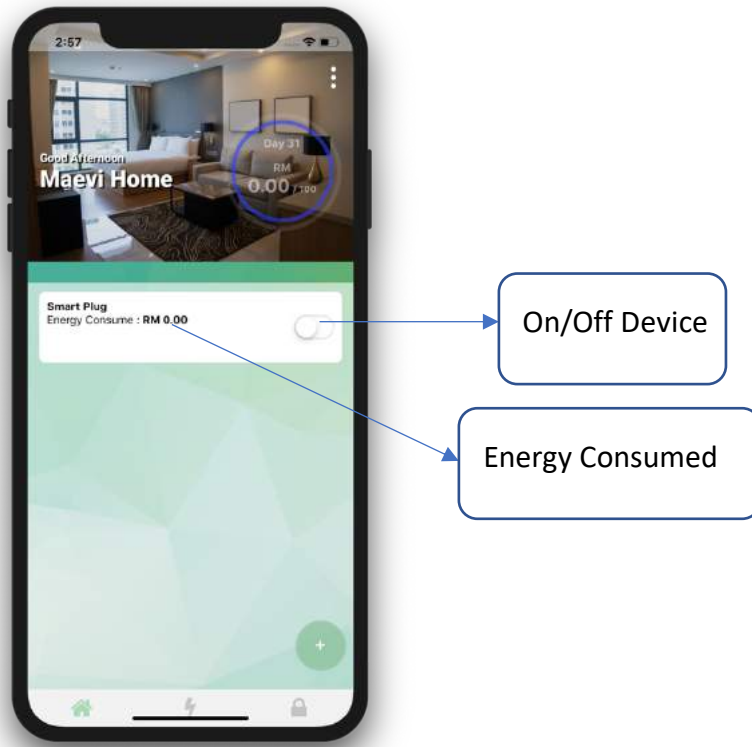 2:57
Day 31
Good Afternoon
RM
Maevi Home
0.00 / 100
Smart Plug
Energy Consume : RM 0.00
On/Off Device
Energy Consumed
+